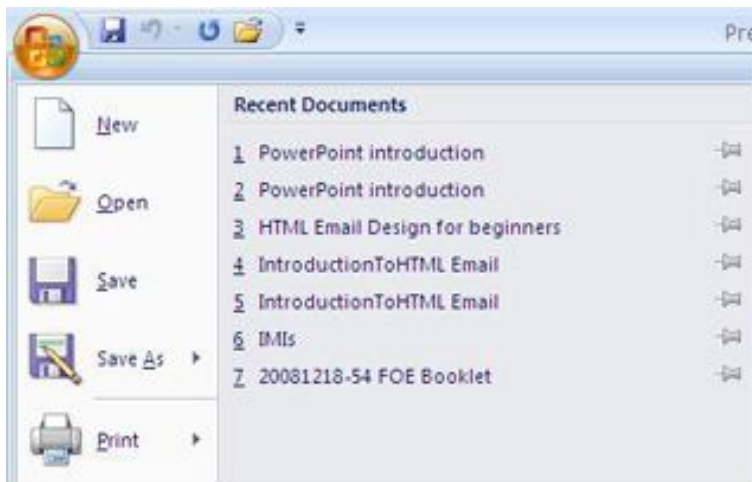 Pre
New
Open
Save
Save As
Print
Recent Documents
1 PowerPoint introduction
2 PowerPoint introduction
3 HTML Email Design for beginners
4 IntroductionToHTML Email
5 IntroductionToHTML Email
6 IMIs
7 20081218-54 FOE Booklet